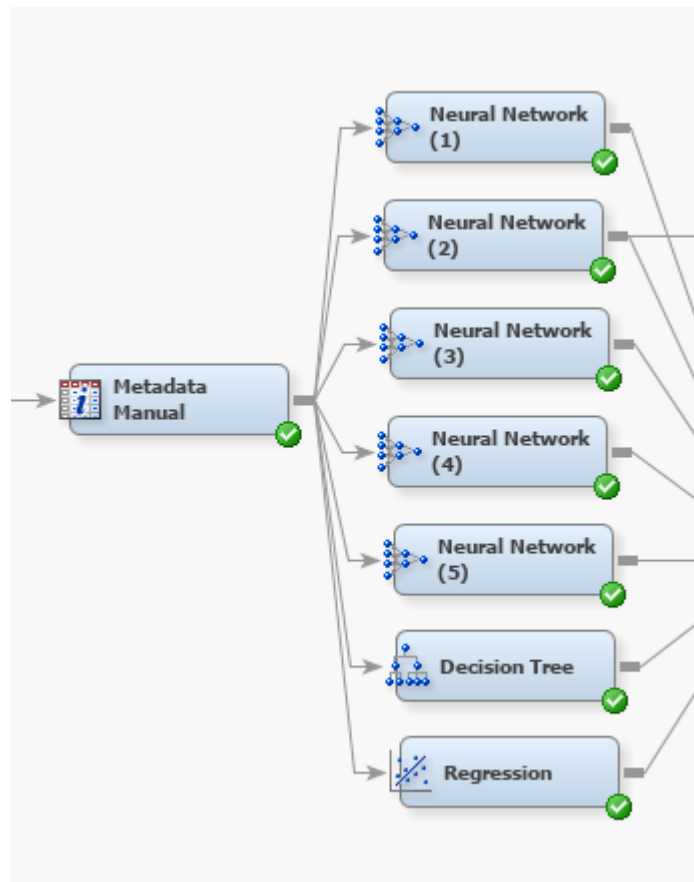 Neural Network
(1)
Neural Network
(2)
Neural Network
(3)
Metadata
Manual
Neural Network
(4)
Neural Network
(5)
Decision Tree
Regression